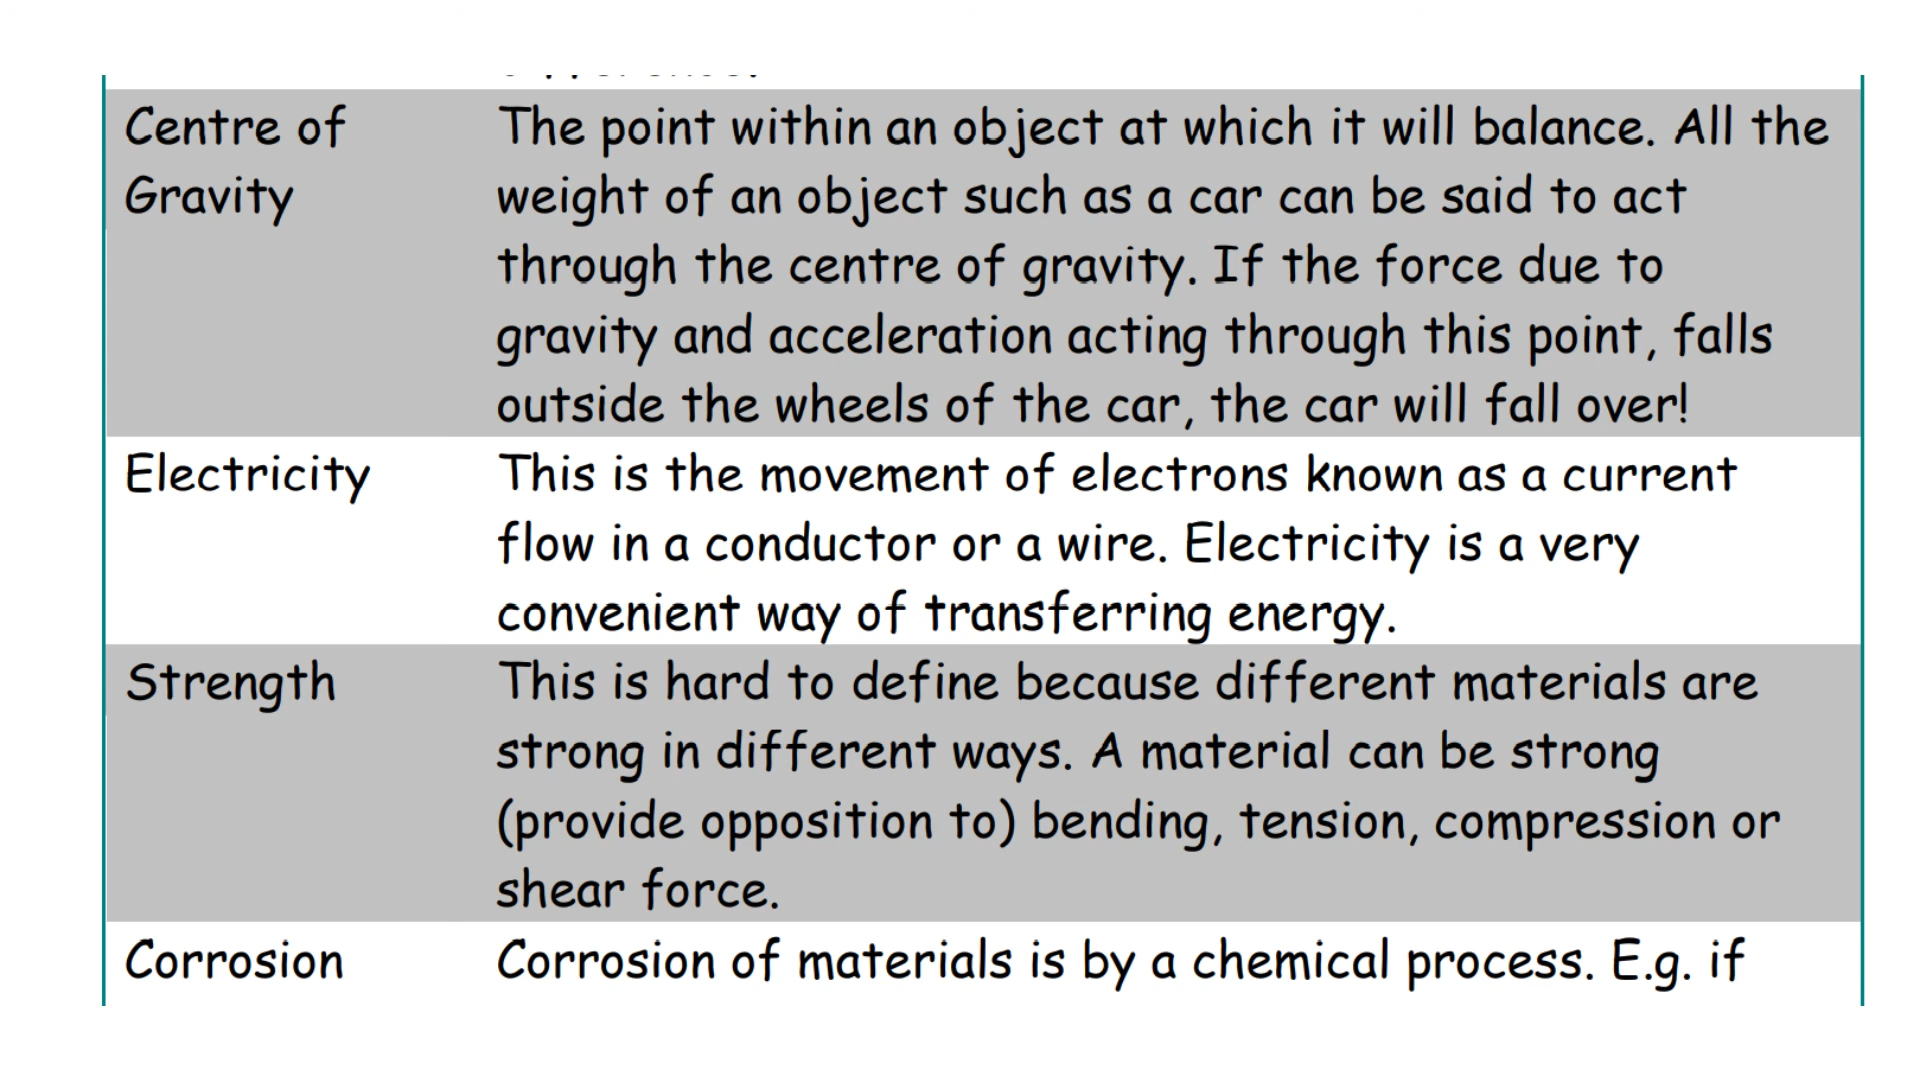 Centre of The point within an object at which it will balance. All the
Gravity weight of an object such as a car can be said to act
through the centre of gravity. If the force due to
gravity and acceleration acting through this point, falls
outside the wheels of the car, the car will fall over!
Electricity This is the movement of electrons known as a current
flow in a conductor or a wire. Electricity is a very
convenient way of transferring energy.
Strength This is hard to define because different materials are
strong in different ways. A material can be strong
(provide opposition to) bending, tension, compression or
shear force.
Corrosion Corrosion of materials is by a chemical process. E.g. if